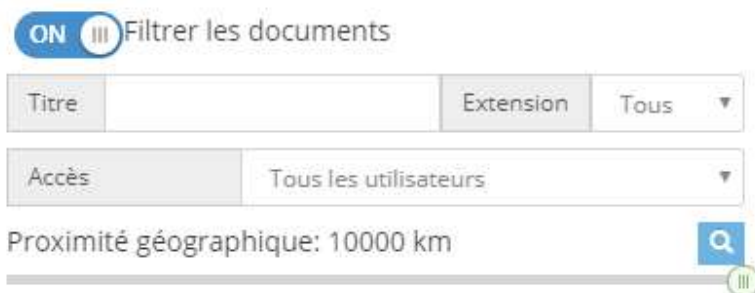 ON Filtrer les documents
Titre Extension Tous
Accès Tous les utilisateurs
Proximité géographique: 10000 km